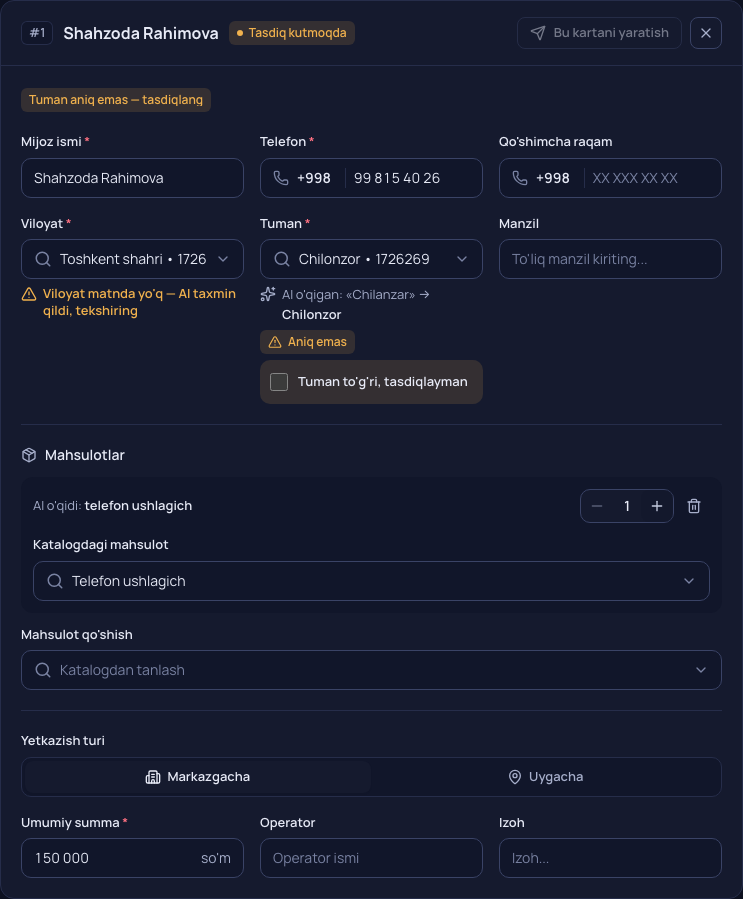 #1 Shahzoda Rahimova Tasdiq kutmoqda Bu kartani yaratish
Tuman aniq emas — tasdiqlang
Mijoz ismi * Telefon * Qo'shimcha raqam
Shahzoda Rahimova +998 99 815 40 26 +998 XX XXX XX XX
Viloyat * Tuman * Manzil
Toshkent shahri • 1726 Chilonzor • 1726269 To'liq manzil kiriting...
Viloyat matnda yo'q — AI taxmin
qildi, tekshiring
AI o'qigan: «Chilanzar» →
Chilonzor
Aniq emas
Tuman to'g'ri, tasdiqlayman
Mahsulotlar
AI o'qidi: telefon ushlagich 1
Katalogdagi mahsulot
Telefon ushlagich
Mahsulot qo'shish
Katalogdan tanlash
Yetkazish turi
Markazgacha Uygacha
Umumiy summa * Operator Izoh
150 000 so'm Operator ismi Izoh...